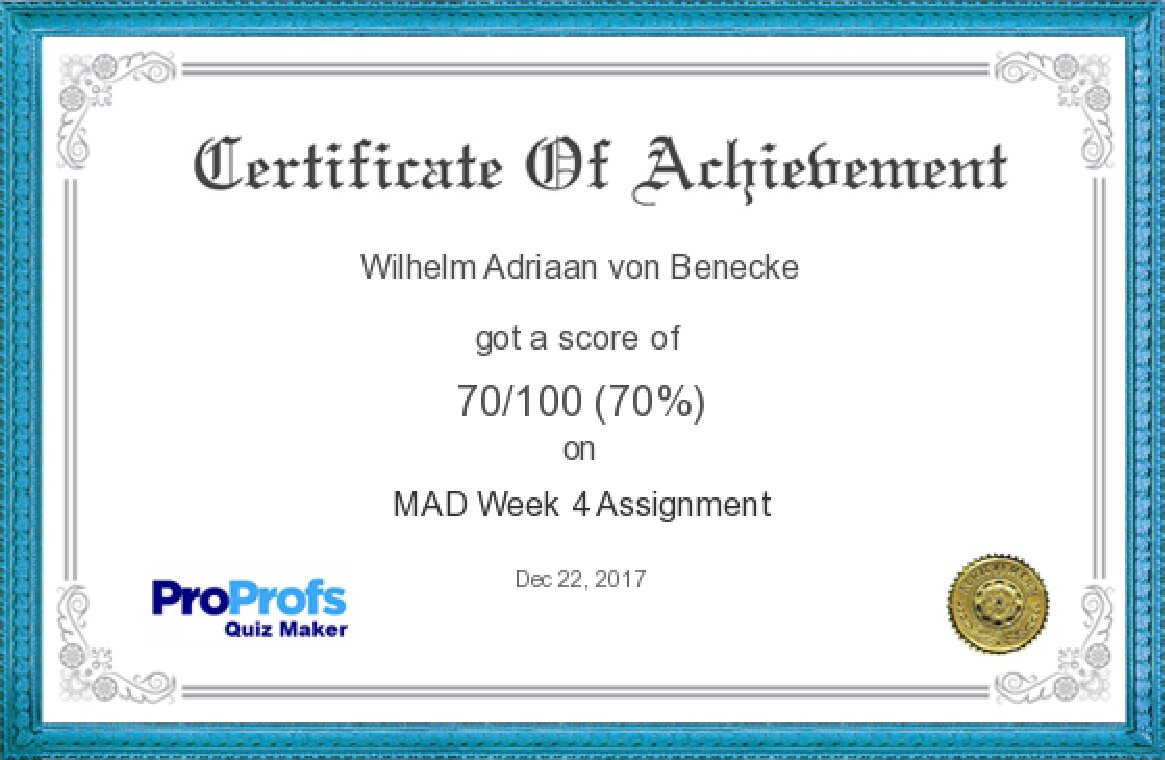 Certificate Of Achievement
Wilhelm Adriaan von Benecke
got a score of
70/100 (70%)
on
MAD Week 4 Assignment
Dec 22, 2017
ProProfs
Quiz Maker